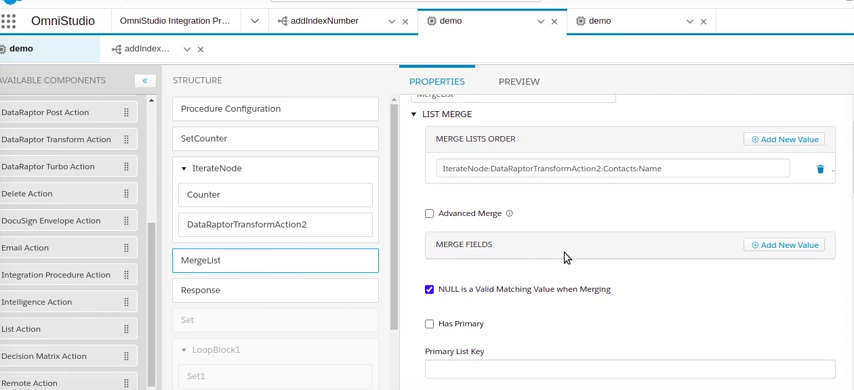 OmniStudio
OmniStudio Integration Pr...
addIndexNumber
demo
demo
demo
addIndex...
AVAILABLE COMPONENTS
DataRaptor Post Action
DataRaptor Transform Action
DataRaptor Turbo Action
Delete Action
DocuSign Envelope Action
Email Action
Integration Procedure Action
Intelligence Action
List Action
Decision Matrix Action
Remote Action
STRUCTURE
Procedure Configuration
SetCounter
IterateNode
Counter
DataRaptorTransformAction2
MergeList
Response
Set
LoopBlock1
Set1
PROPERTIES
PREVIEW
MergeList
LIST MERGE
MERGE LISTS ORDER
Add New Value
IterateNode:DataRaptorTransformAction2:Contacts:Name
Advanced Merge
MERGE FIELDS
Add New Value
NULL is a Valid Matching Value when Merging
Has Primary
Primary List Key